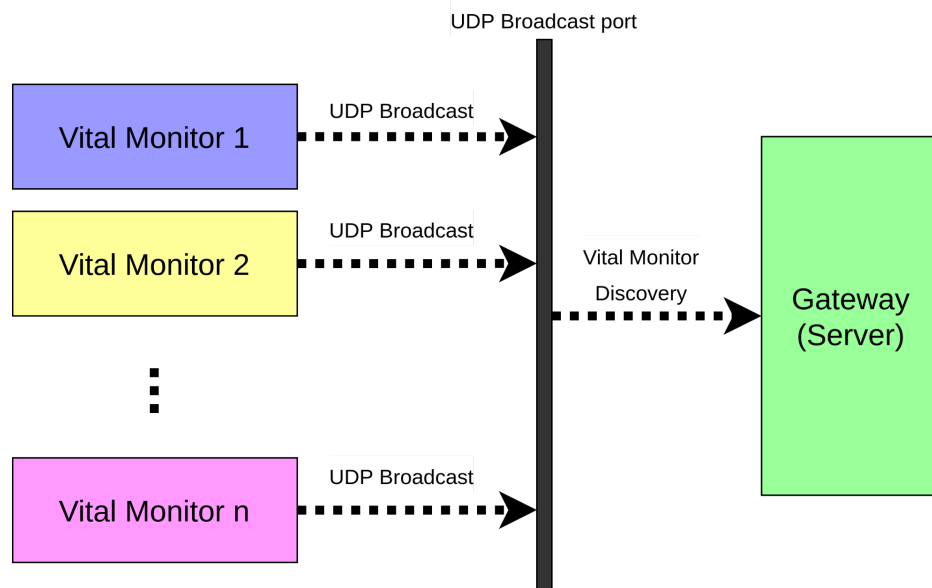 UDP Broadcast port
Vital Monitor 1
UDP Broadcast
Vital Monitor 2
UDP Broadcast
Vital Monitor
Discovery
Gateway
(Server)
Vital Monitor n
UDP Broadcast